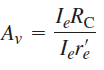 A_v = \frac{I_e R_C}{I_e r'_e}